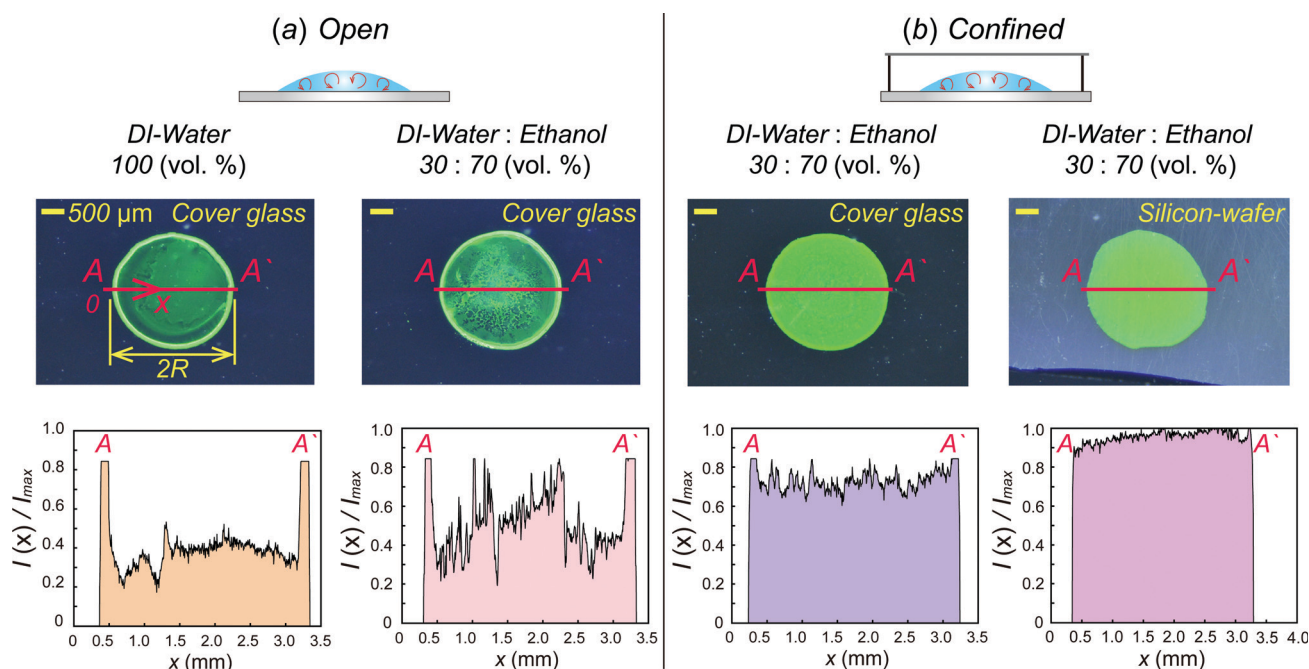 (a) Open
(b) Confined
DI-Water
100 (vol. %)
DI-Water : Ethanol
30 : 70 (vol. %)
DI-Water : Ethanol
30 : 70 (vol. %)
DI-Water : Ethanol
30 : 70 (vol. %)
500 µm Cover glass
A A`
0 x
2R
Cover glass
A A`
Cover glass
A A`
Silicon-wafer
A A`
I (x) / Imax
1.0
0.8
0.6
0.4
0.2
0
A A`
0 0.5 1.0 1.5 2.0 2.5 3.0 3.5
x (mm)
1.0
0.8
0.6
0.4
0.2
0
A A`
0 0.5 1.0 1.5 2.0 2.5 3.0 3.5
x (mm)
I (x) / Imax
1.0
0.8
0.6
0.4
0.2
0
A A`
0.5 1.0 1.5 2.0 2.5 3.0 3.5
x (mm)
I (x) / Imax
1.0
0.8
0.6
0.4
0.2
0
A A`
0 0.5 1.0 1.5 2.0 2.5 3.0 3.5 4.0
x (mm)